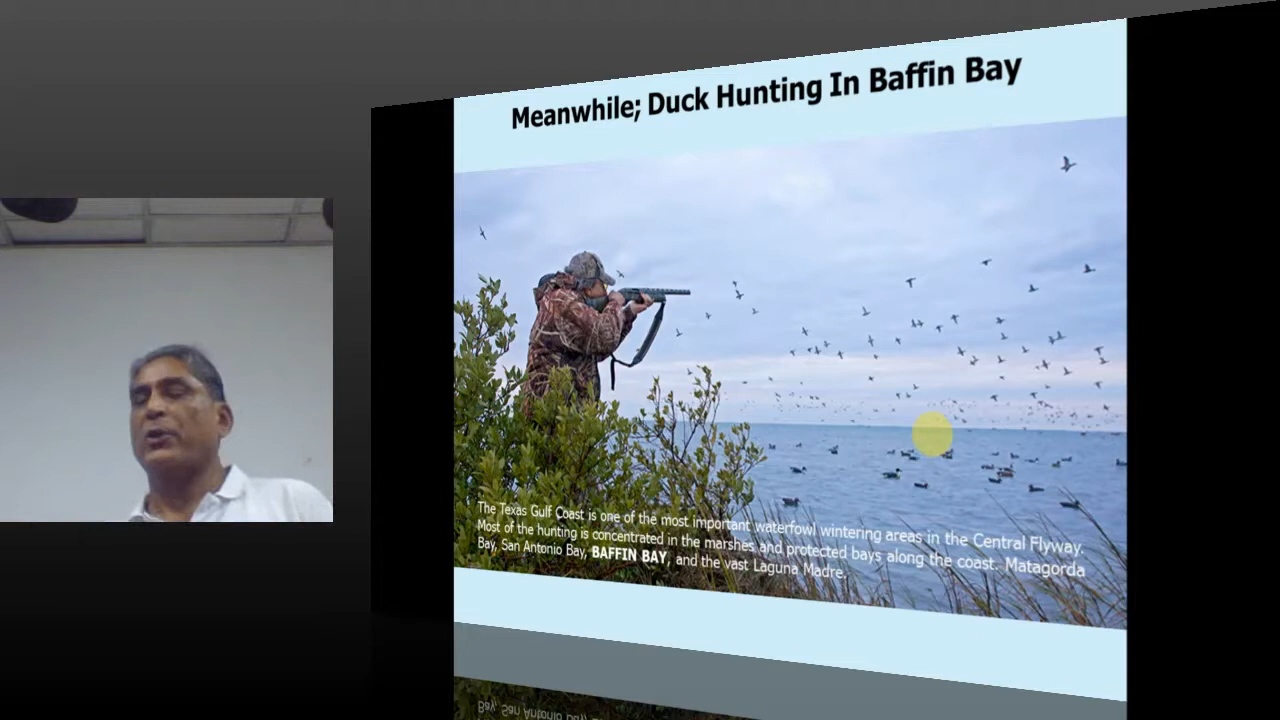 Meanwhile; Duck Hunting In Baffin Bay
The Texas Gulf Coast is one of the most important waterfowl wintering areas in the Central Flyway.
Most of the hunting is concentrated in the marshes and protected bays along the coast. Matagorda
Bay, San Antonio Bay, BAFFIN BAY, and the vast Laguna Madre.